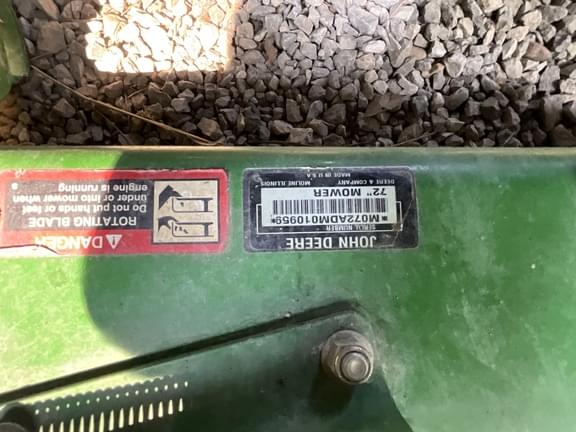 JOHN DEERE
SERIAL NUMBER
*M072ADM010959*
72" MOWER
DEERE & COMPANY MOLINE, ILLINOIS
MADE IN U.S.A.
DANGER
ROTATING BLADE
Do not put hands or feet
under or into mower when
engine is running